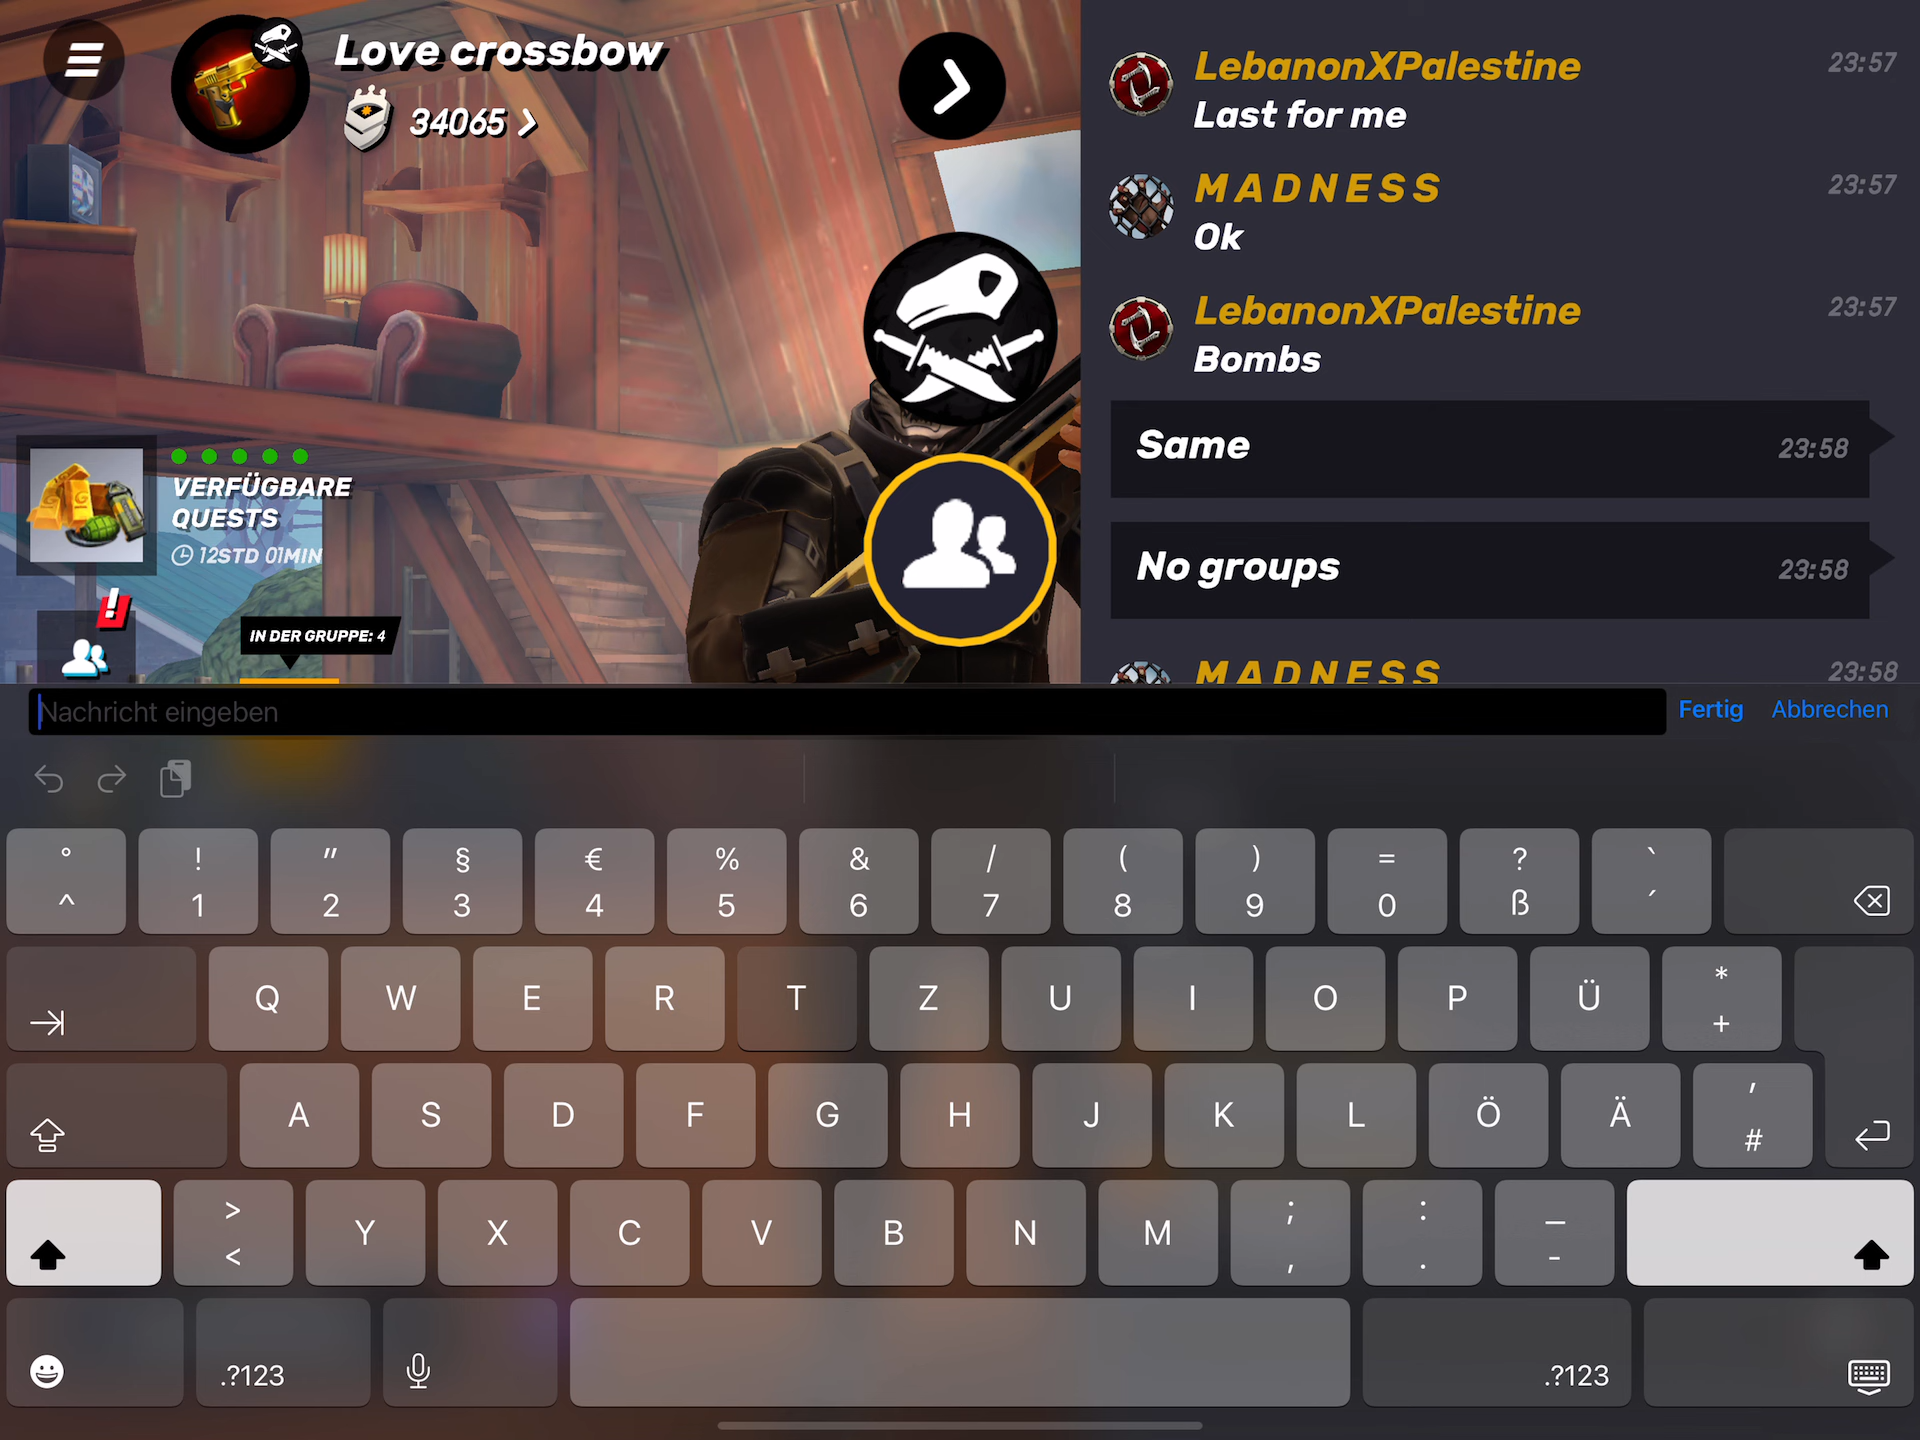 Love crossbow
34065
VERFÜGBARE
QUESTS
12STD 01MIN
IN DER GRUPPE: 4
LebanonXPalestine 23:57
Last for me
MADNESS 23:57
Ok
LebanonXPalestine 23:57
Bombs
Same 23:58
No groups 23:58
MADNESS 23:58
Nachricht eingeben
Fertig Abbrechen
° ! " § € % & / ( ) = ? `
^ 1 2 3 4 5 6 7 8 9 0 ß ´
Q W E R T Z U I O P Ü * +
A S D F G H J K L Ö Ä ' #
> < Y X C V B N M ; , : . _ -
.?123 .?123